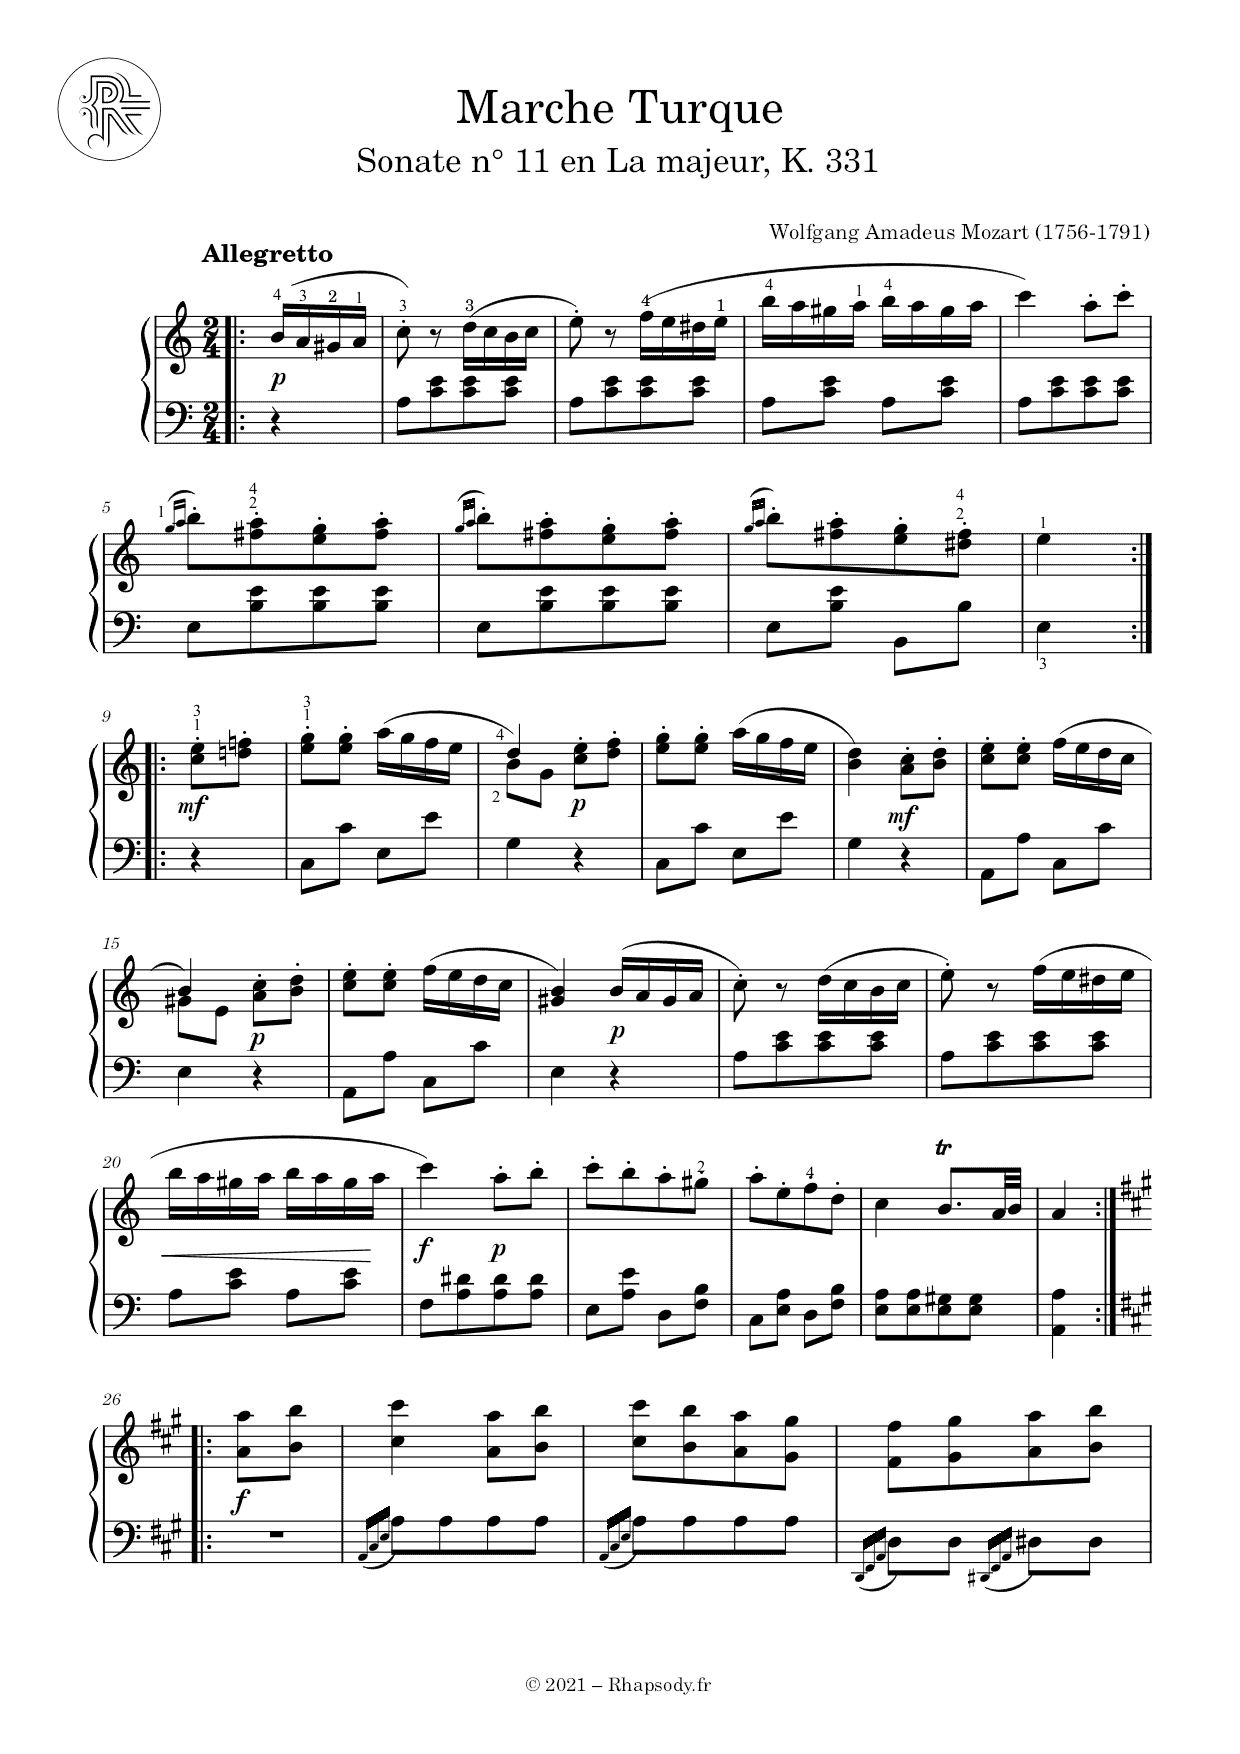 Marche Turque
Sonate n° 11 en La majeur, K. 331
Wolfgang Amadeus Mozart (1756-1791)
Allegretto
4 3 2 1 3 3 4 1 4 1 4
2 4
p
2 4
5
1 4 2 4 2 1
3
9
3 1 3 1 4
2
mf p mf
15
p p
20
tr
2 4
f p
26
f
© 2021 – Rhapsody.fr